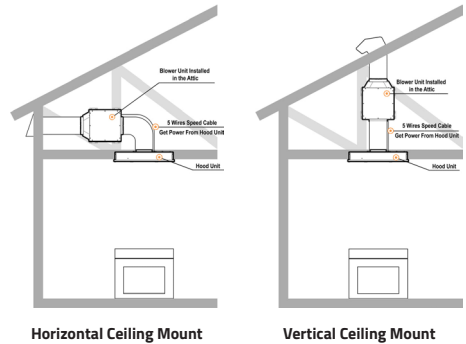 Blower Unit Installed
in the Attic
5 Wires Speed Cable
Get Power From Hood Unit
Hood Unit
Horizontal Ceiling Mount
Blower Unit Installed
in the Attic
5 Wires Speed Cable
Get Power From Hood Unit
Hood Unit
Vertical Ceiling Mount